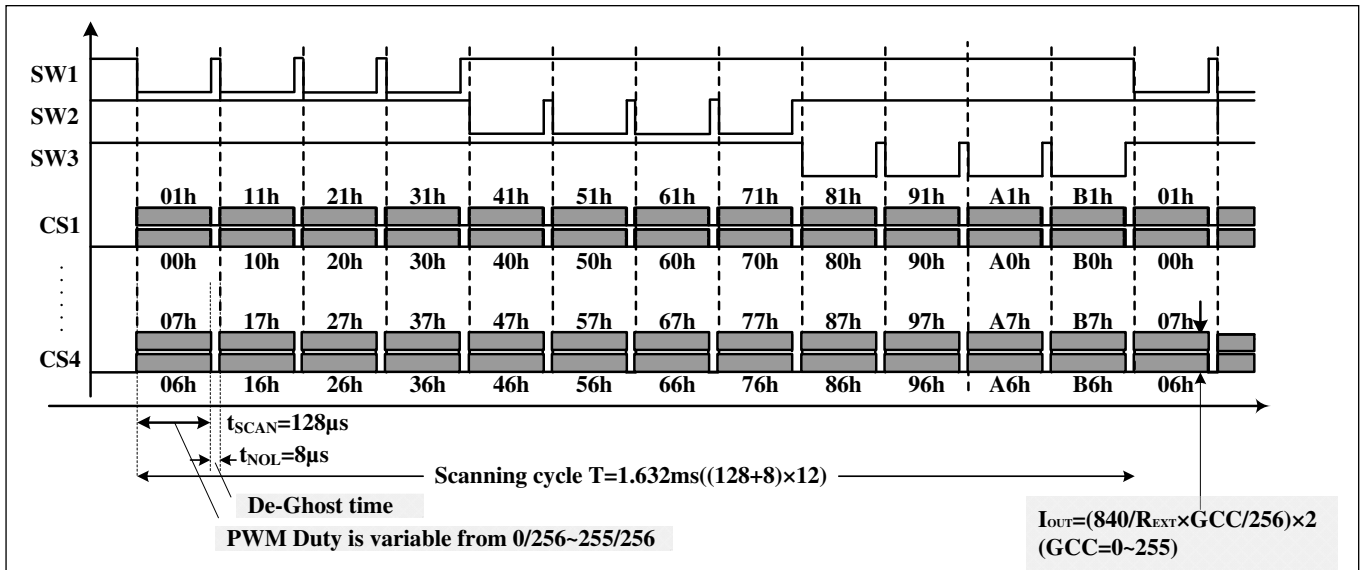 SW1
SW2
SW3
01h 11h 21h 31h 41h 51h 61h 71h 81h 91h A1h B1h 01h
CS1
00h 10h 20h 30h 40h 50h 60h 70h 80h 90h A0h B0h 00h
07h 17h 27h 37h 47h 57h 67h 77h 87h 97h A7h B7h 07h
CS4
06h 16h 26h 36h 46h 56h 66h 76h 86h 96h A6h B6h 06h
tSCAN=128μs
tNOL=8μs
Scanning cycle T=1.632ms((128+8)×12)
De-Ghost time
PWM Duty is variable from 0/256~255/256
IOUT=(840/REXT×GCC/256)×2
(GCC=0~255)